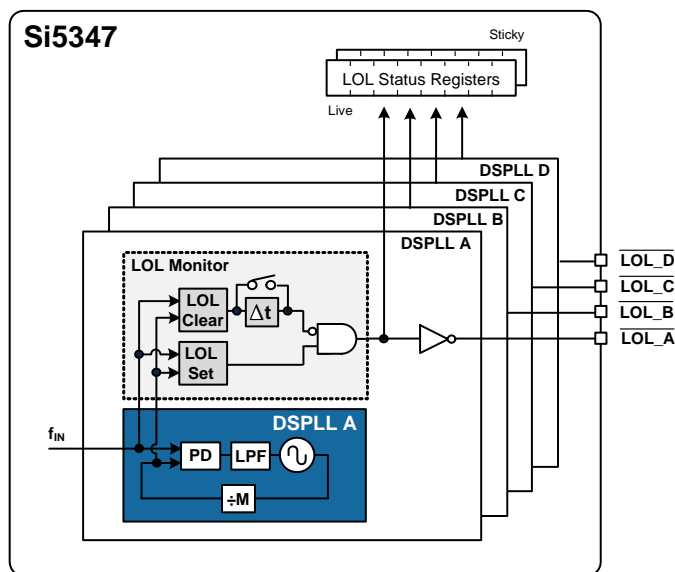 Si5347
Sticky
LOL Status Registers
Live
DSPLL D
DSPLL C
DSPLL B
DSPLL A
LOL Monitor
LOL
Clear
Δt
LOL
Set
LOL_D
LOL_C
LOL_B
LOL_A
DSPLL A
fIN
PD
LPF
÷M